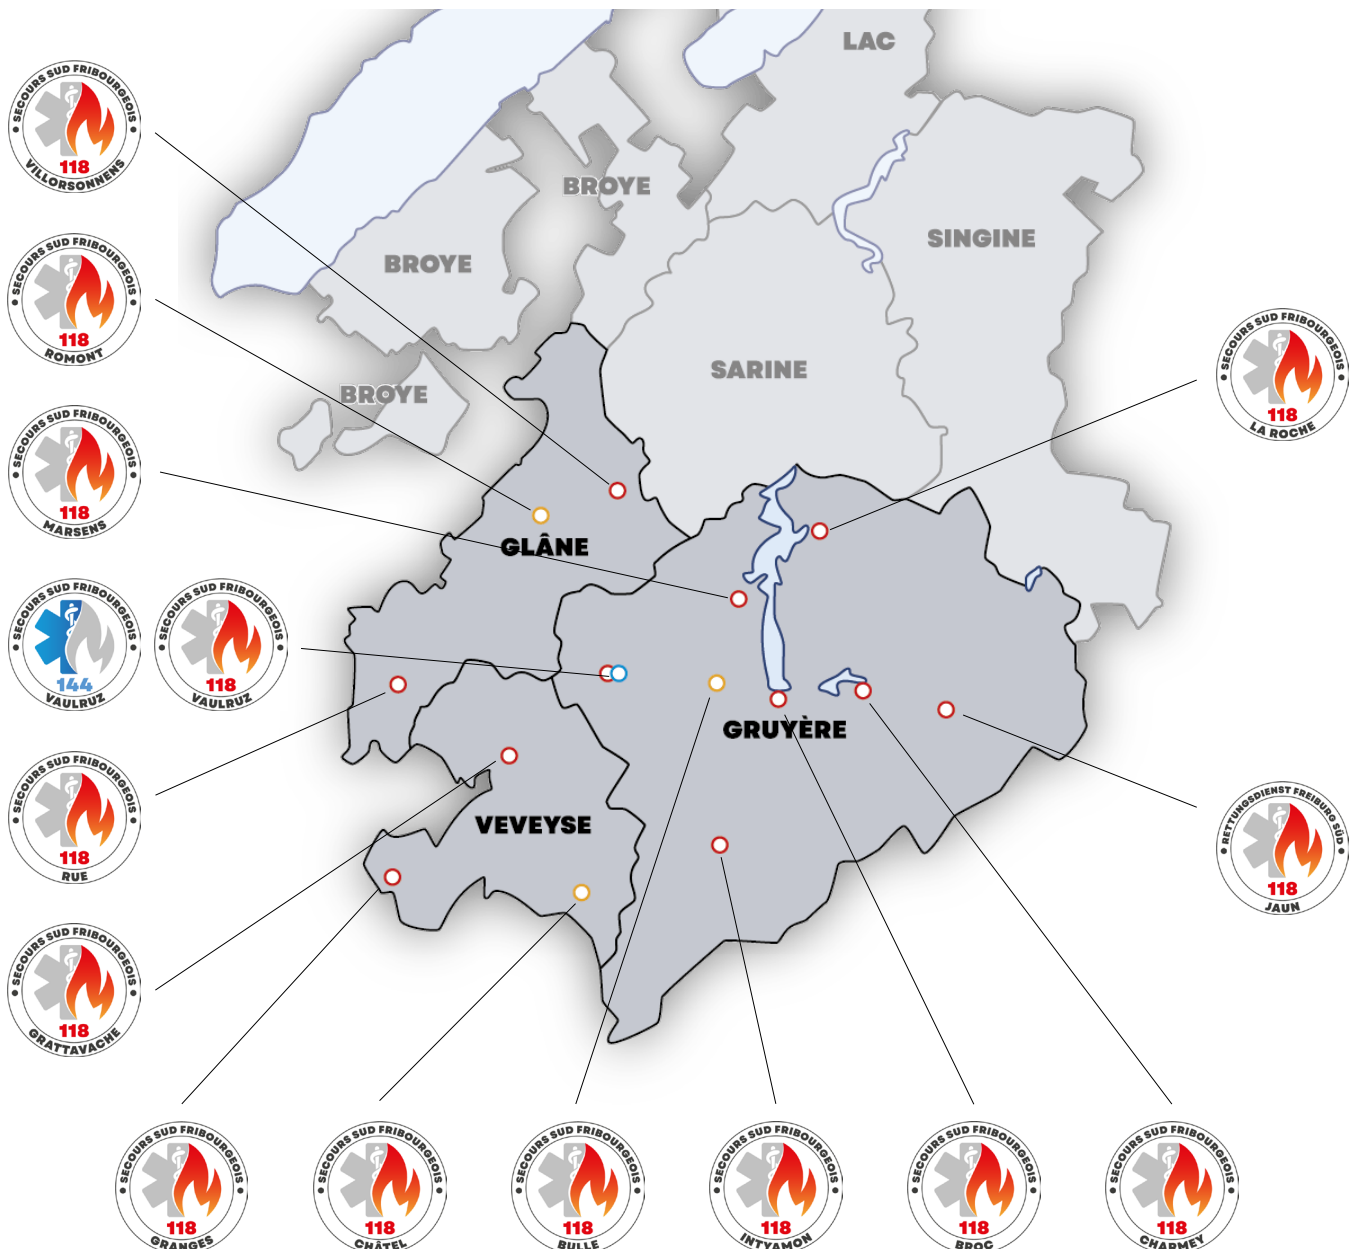 LAC
BROYE
SINGINE
BROYE
SARINE
BROYE
GLÂNE
GRUYÈRE
VEVEYSE
SECOURS SUD FRIBOURGEOIS
118
VILLORSONNENS
SECOURS SUD FRIBOURGEOIS
118
ROMONT
SECOURS SUD FRIBOURGEOIS
118
MARSENS
SECOURS SUD FRIBOURGEOIS
144
VAULRUZ
SECOURS SUD FRIBOURGEOIS
118
VAULRUZ
SECOURS SUD FRIBOURGEOIS
118
RUE
SECOURS SUD FRIBOURGEOIS
118
GRATTAVACHE
SECOURS SUD FRIBOURGEOIS
118
GRANGES
SECOURS SUD FRIBOURGEOIS
118
CHÂTEL
SECOURS SUD FRIBOURGEOIS
118
BULLE
SECOURS SUD FRIBOURGEOIS
118
INTYAMON
SECOURS SUD FRIBOURGEOIS
118
BROC
SECOURS SUD FRIBOURGEOIS
118
CHARMEY
SECOURS SUD FRIBOURGEOIS
118
LA ROCHE
RETTUNGSDIENST FREIBURG SÜD
118
JAUN